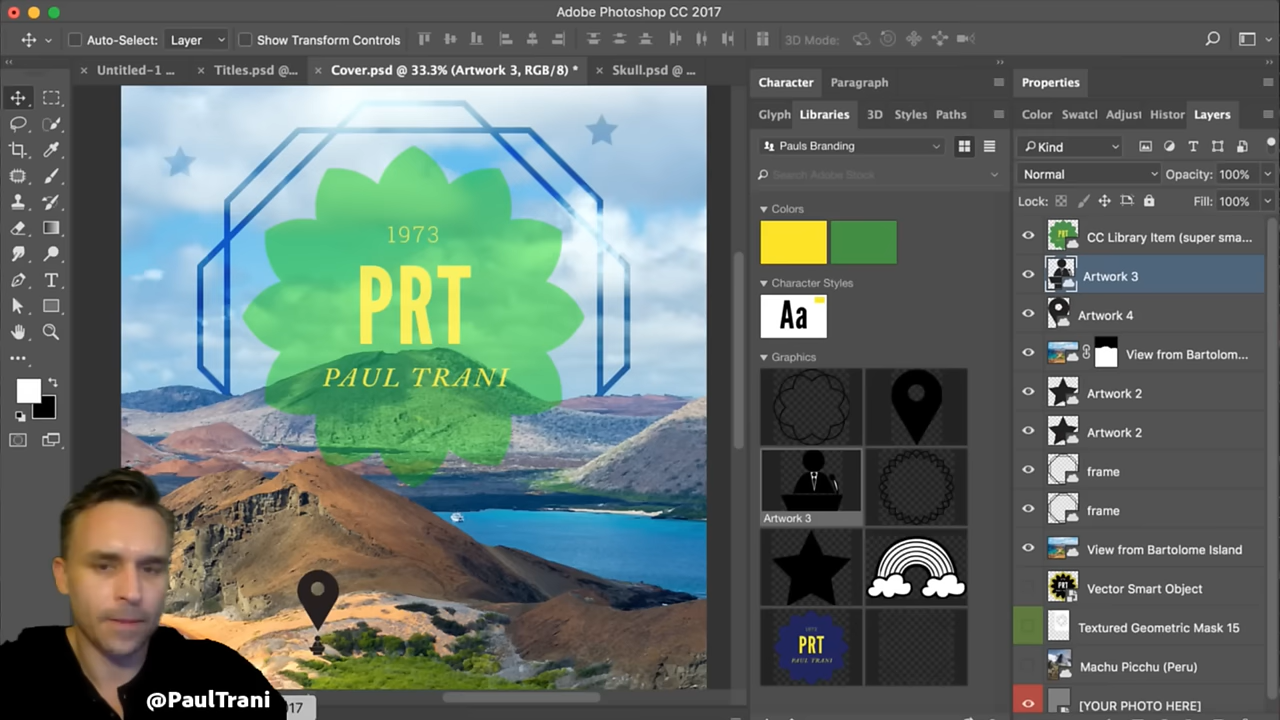 Adobe Photoshop CC 2017
Auto-Select: Layer Show Transform Controls 3D Mode:
Untitled-1 ... Titles.psd @... Cover.psd @ 33.3% (Artwork 3, RGB/8) * Skull.psd @ ...
Character Paragraph
Properties
Glyph Libraries 3D Styles Paths
Color Swatcl Adjust Histor Layers
Pauls Branding
Kind
Search Adobe Stock
Normal Opacity: 100%
Lock: Fill: 100%
Colors
Character Styles
Aa
Graphics
Artwork 3
PRT
PAUL TRANI
CC Library Item (super sma...
Artwork 3
Artwork 4
View from Bartolom...
Artwork 2
Artwork 2
frame
frame
View from Bartolome Island
Vector Smart Object
Textured Geometric Mask 15
Machu Picchu (Peru)
[YOUR PHOTO HERE]
1973
PRT
PAUL TRANI
@PaulTrani
17